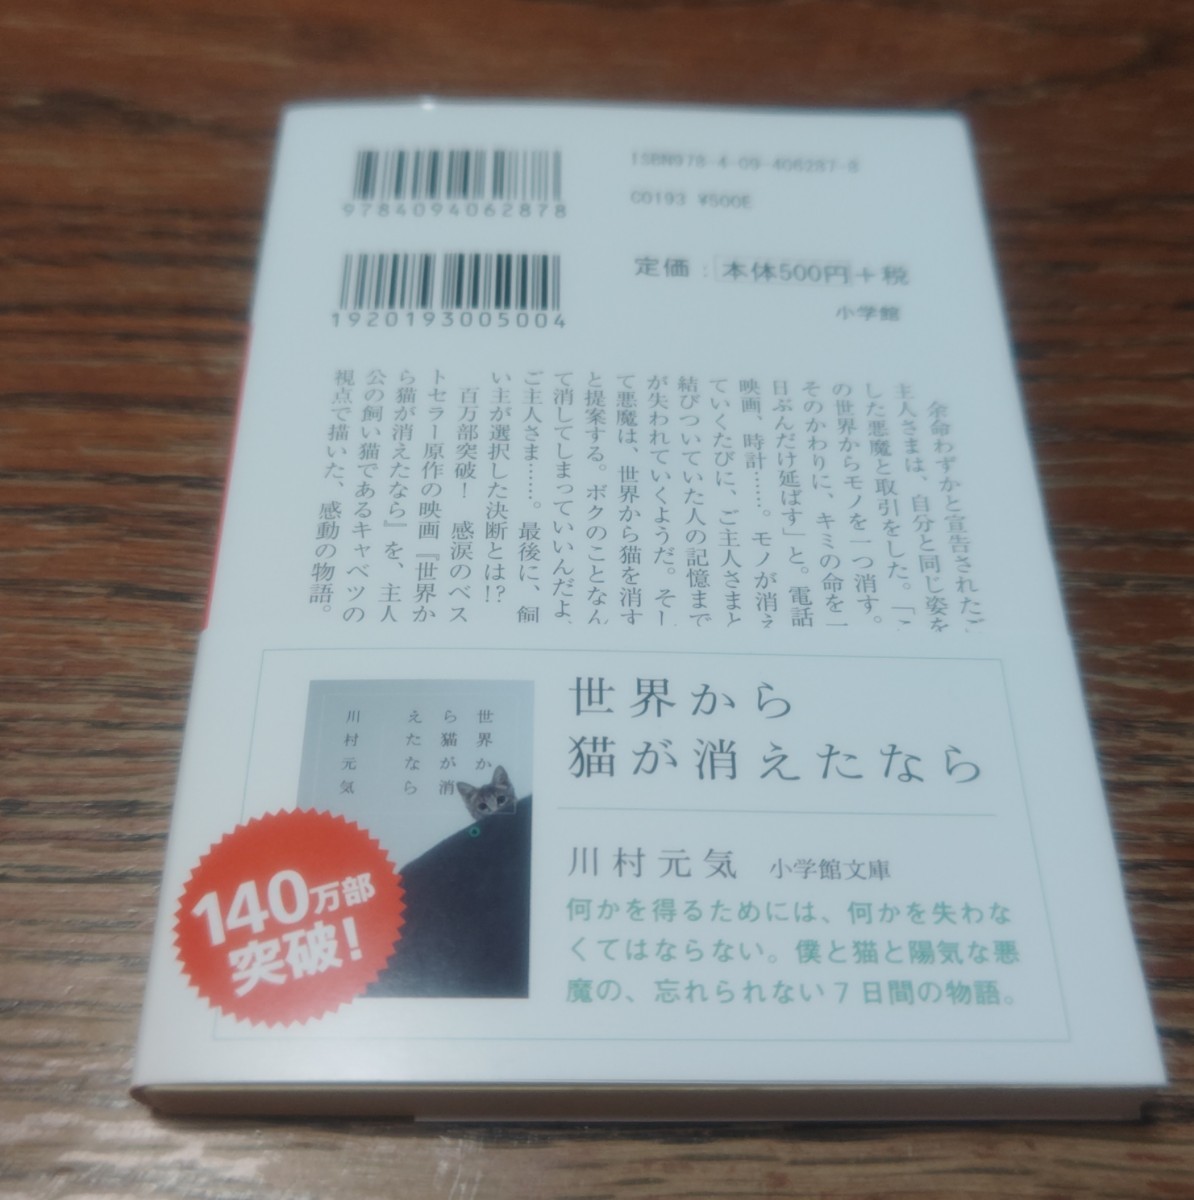 9784094062878
ISBN978-4-09-406287-8
C0193 ¥500E
1920193005004
定価：本体500円＋税
小学館
余命わずかと宣告されたご
主人さまは、自分と同じ姿を
した悪魔と取引をした。「こ
の世界からモノを一つ消す。
そのかわりに、キミの命を一
日ぶんだけ延ばす」と。電話
映画、時計……。モノが消え
ていくたびに、ご主人さまと
結びついていた人の記憶まで
が失われていくようだ。そし
て悪魔は、世界から猫を消す
と提案する。ボクのことなん
て消してしまっていいんだよ、
ご主人さま……。最後に、飼
い主が選択した決断とは!?
百万部突破！　感涙のベス
トセラー原作の映画『世界か
ら猫が消えたなら』を、主人
公の飼い猫であるキャベツの
視点で描いた、感動の物語。
世界か
ら猫が消
えたなら
川村元気
140万部
突破！
世界から
猫が消えたなら
川村元気　小学館文庫
何かを得るためには、何かを失わな
くてはならない。僕と猫と陽気な悪
魔の、忘れられない7日間の物語。